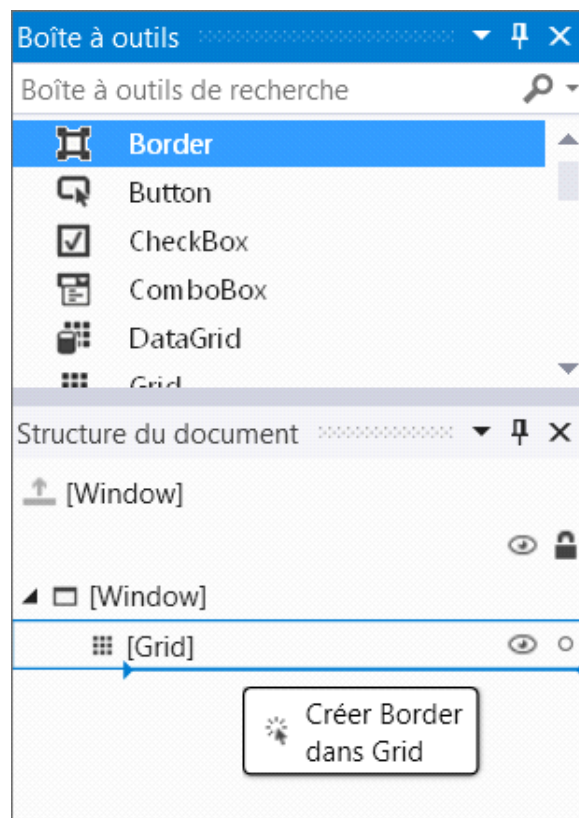 Boîte à outils
Boîte à outils de recherche
Border
Button
CheckBox
ComboBox
DataGrid
Grid
Structure du document
[Window]
[Window]
[Grid]
Créer Border
dans Grid